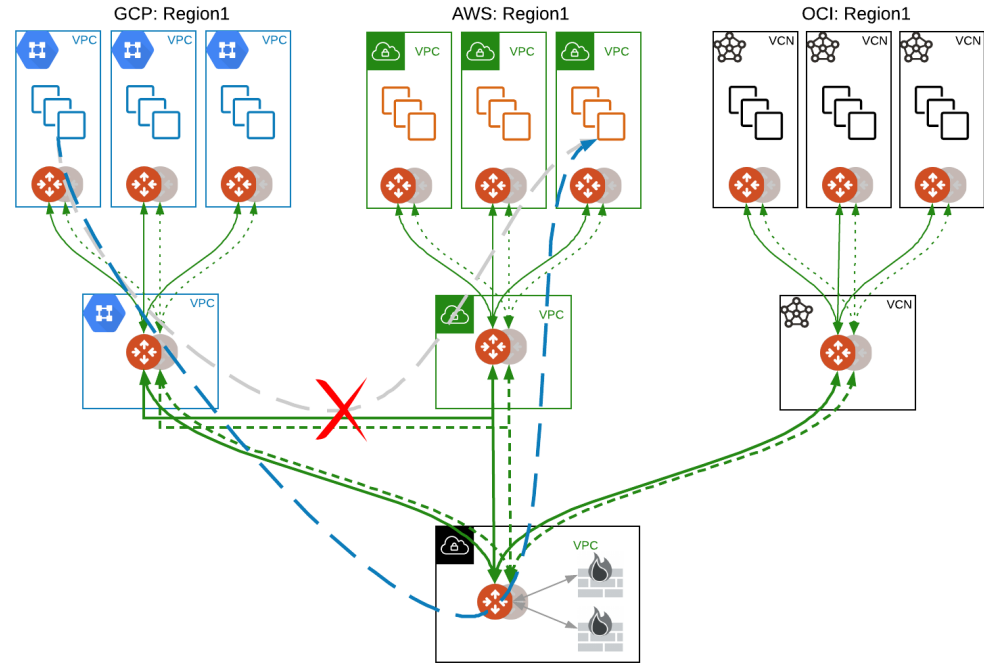 GCP: Region1
AWS: Region1
OCI: Region1
VPC
VPC
VPC
VPC
VPC
VPC
VCN
VCN
VCN
VPC
VPC
VCN
VPC